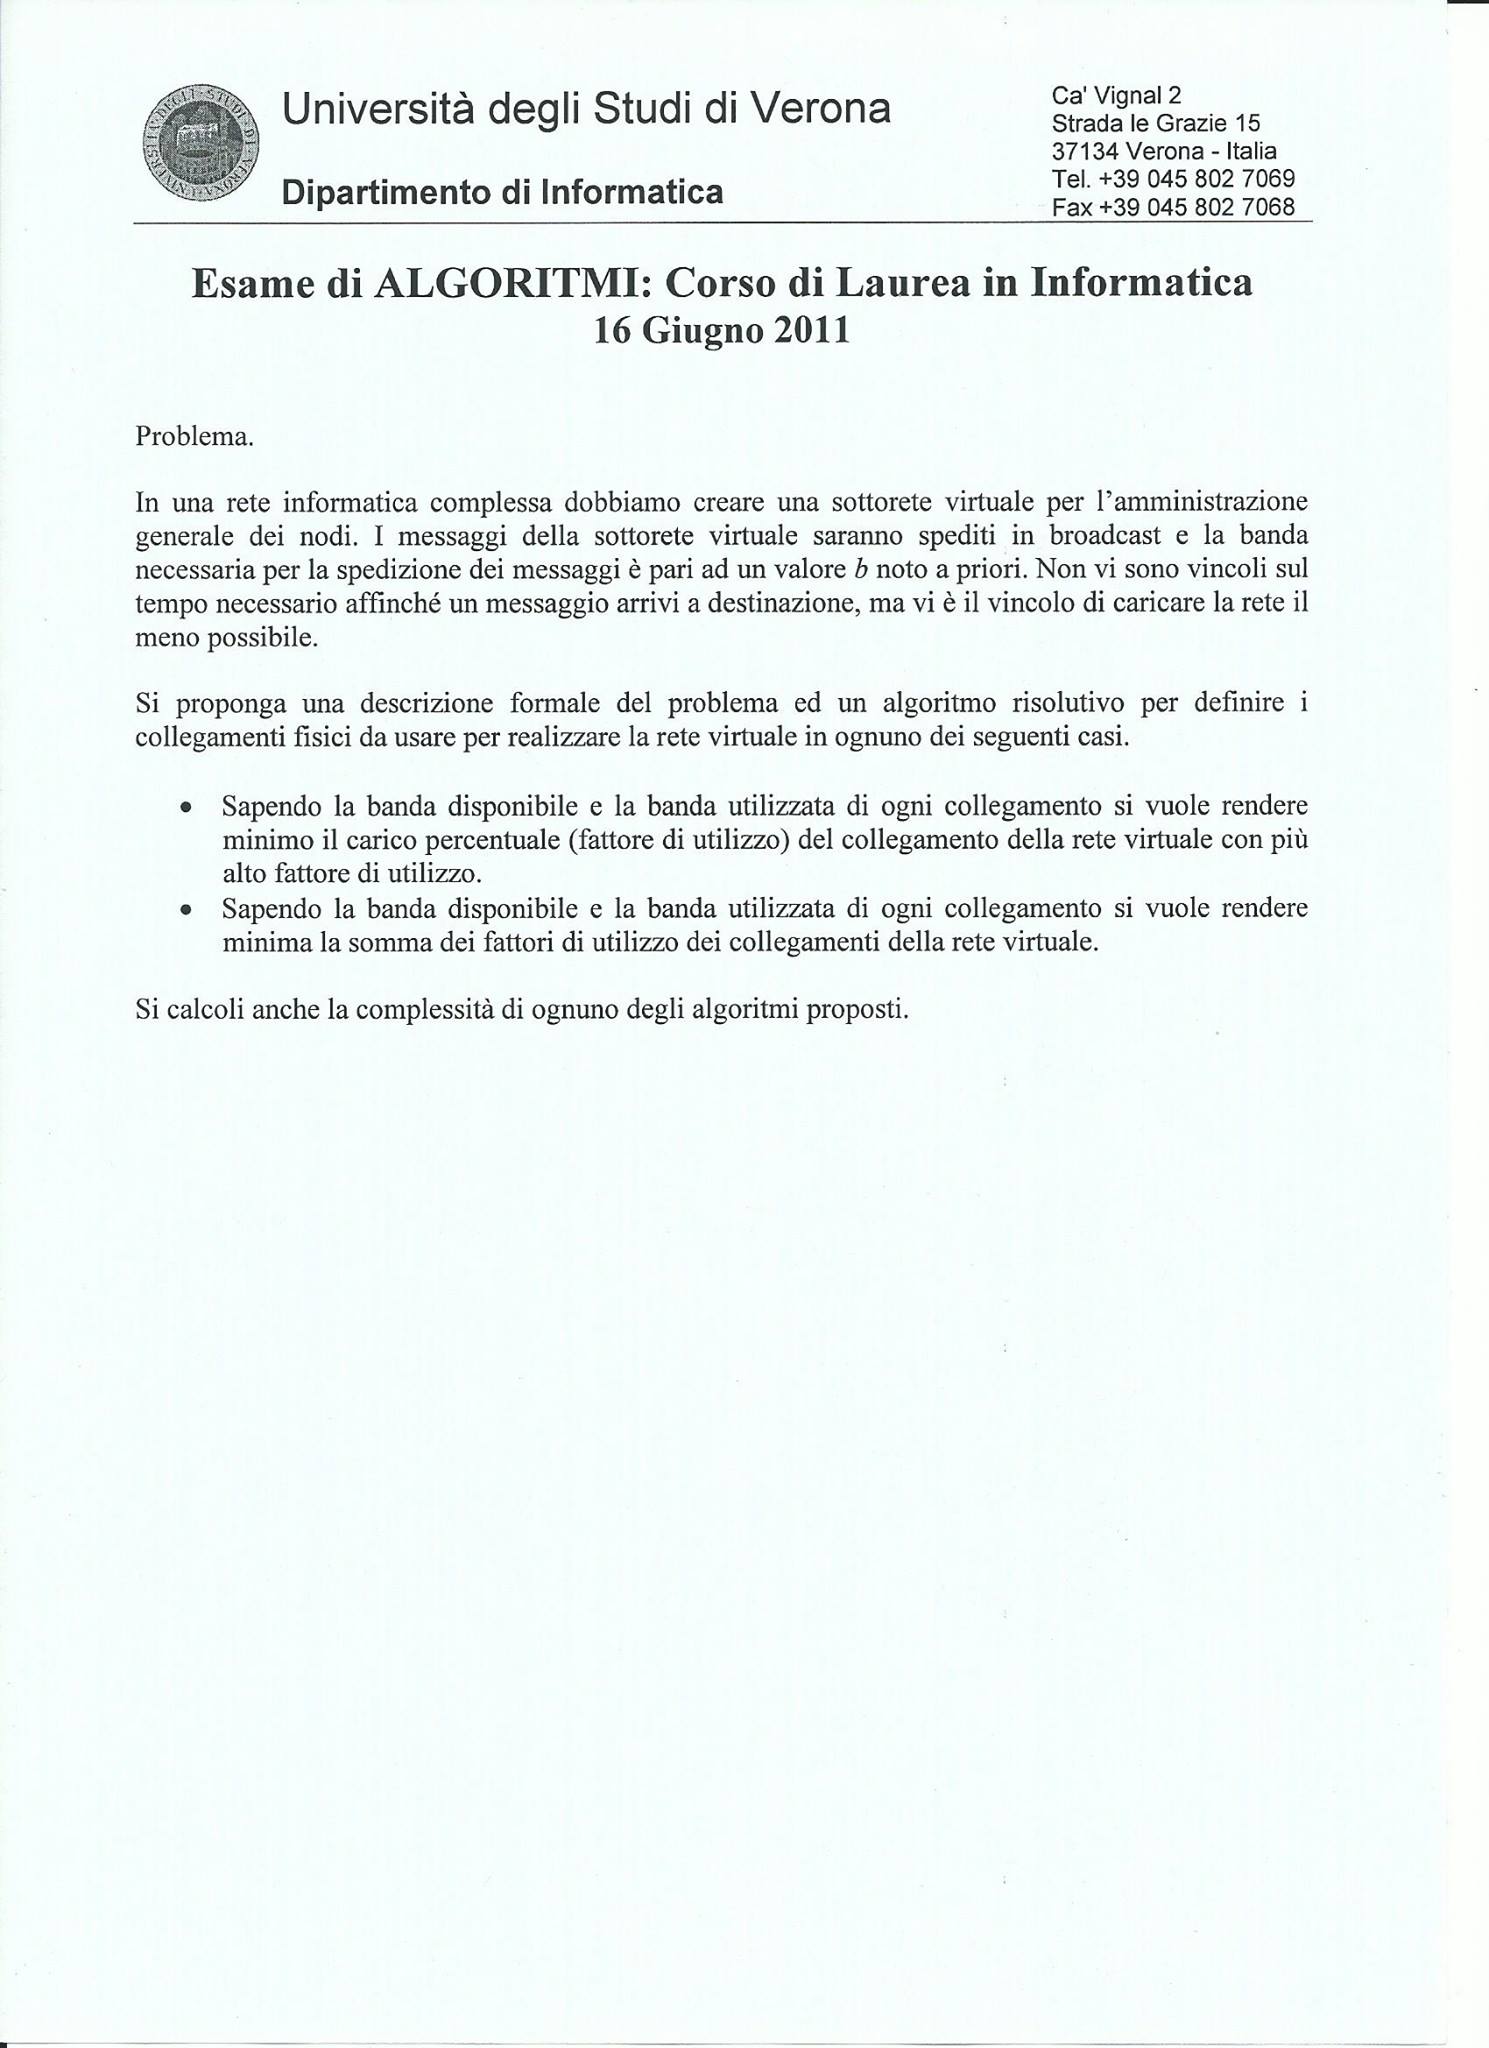 Università degli Studi di Verona
Dipartimento di Informatica
Ca' Vignal 2
Strada le Grazie 15
37134 Verona - Italia
Tel. +39 045 802 7069
Fax +39 045 802 7068
Esame di ALGORITMI: Corso di Laurea in Informatica
16 Giugno 2011
Problema.
In una rete informatica complessa dobbiamo creare una sottorete virtuale per l'amministrazione
generale dei nodi. I messaggi della sottorete virtuale saranno spediti in broadcast e la banda
necessaria per la spedizione dei messaggi è pari ad un valore b noto a priori. Non vi sono vincoli sul
tempo necessario affinché un messaggio arrivi a destinazione, ma vi è il vincolo di caricare la rete il
meno possibile.
Si proponga una descrizione formale del problema ed un algoritmo risolutivo per definire i
collegamenti fisici da usare per realizzare la rete virtuale in ognuno dei seguenti casi.
• Sapendo la banda disponibile e la banda utilizzata di ogni collegamento si vuole rendere
minimo il carico percentuale (fattore di utilizzo) del collegamento della rete virtuale con più
alto fattore di utilizzo.
• Sapendo la banda disponibile e la banda utilizzata di ogni collegamento si vuole rendere
minima la somma dei fattori di utilizzo dei collegamenti della rete virtuale.
Si calcoli anche la complessità di ognuno degli algoritmi proposti.